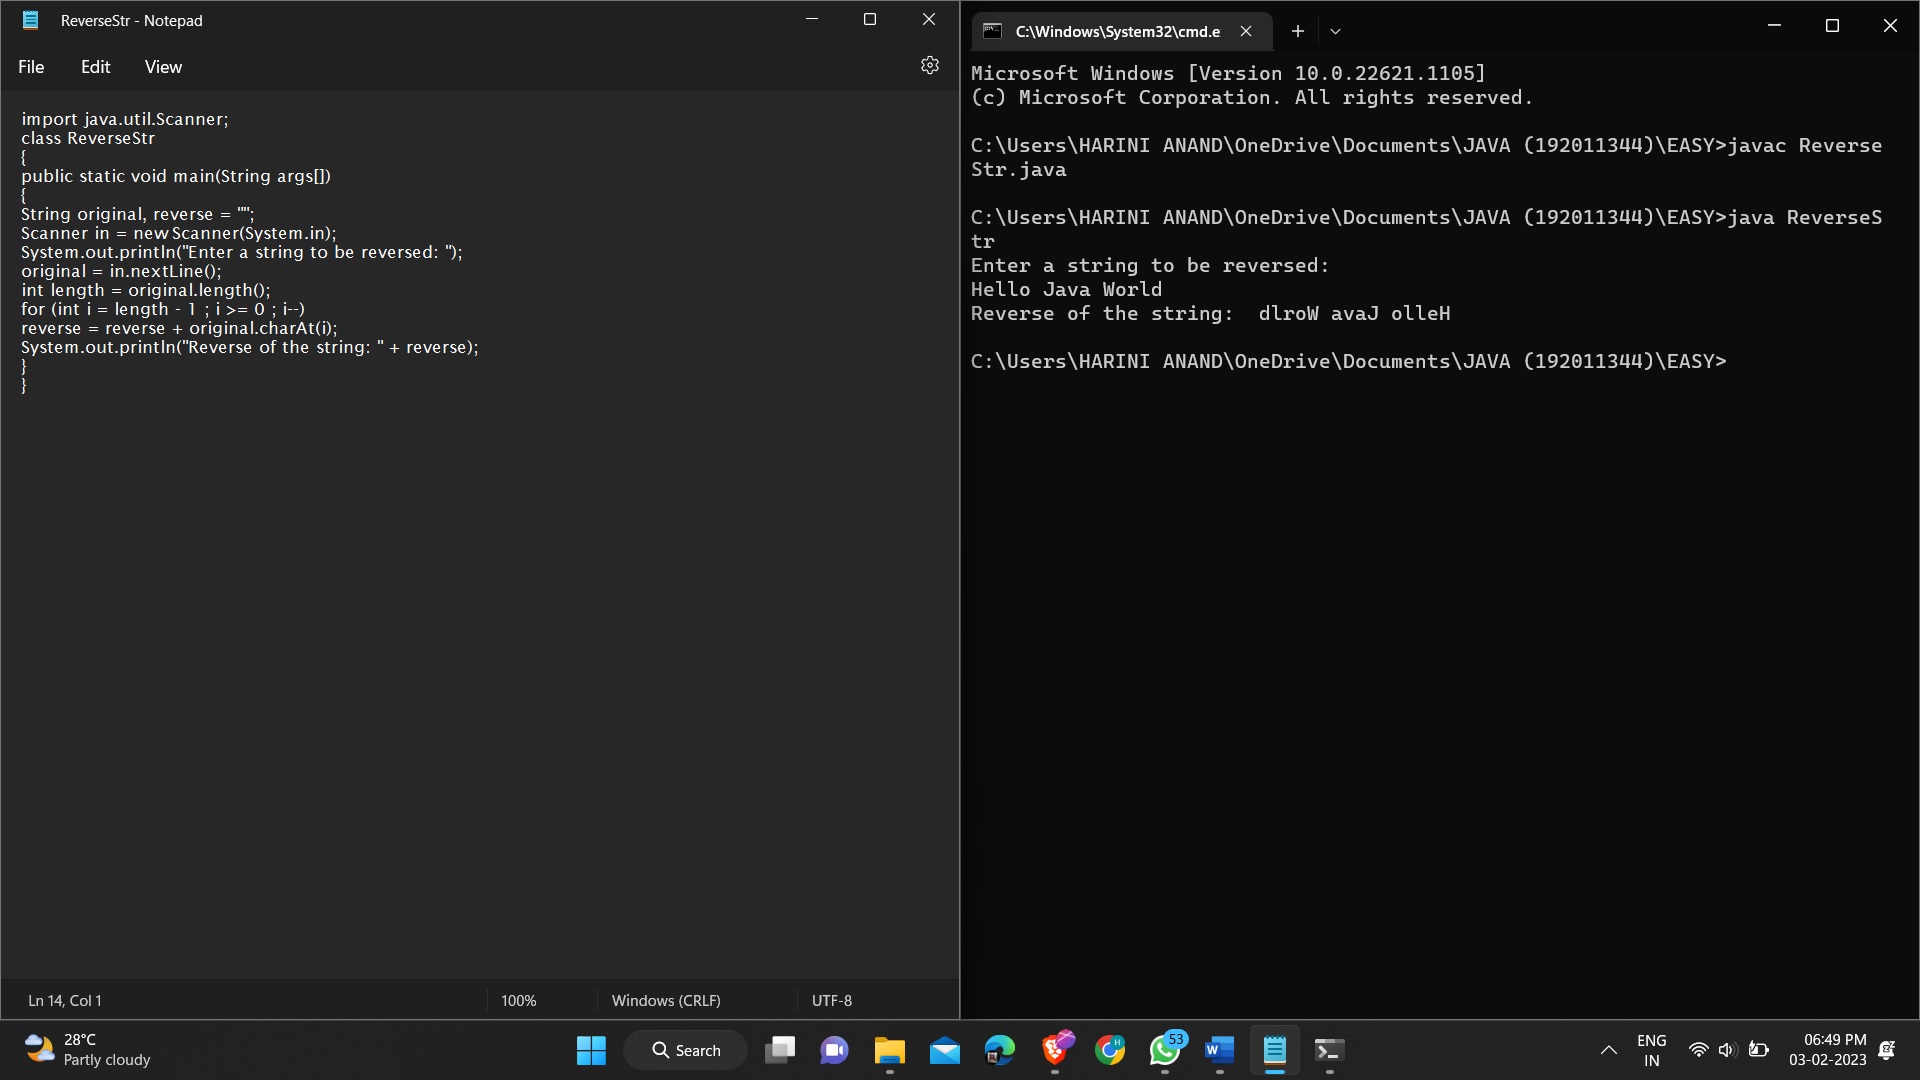 ReverseStr - Notepad
File Edit View
import java.util.Scanner;
class ReverseStr
{
public static void main(String args[])
{
String original, reverse = "";
Scanner in = new Scanner(System.in);
System.out.println("Enter a string to be reversed: ");
original = in.nextLine();
int length = original.length();
for (int i = length - 1 ; i >= 0 ; i--)
reverse = reverse + original.charAt(i);
System.out.println("Reverse of the string: " + reverse);
}
}
Ln 14, Col 1 100% Windows (CRLF) UTF-8
C:\Windows\System32\cmd.e
Microsoft Windows [Version 10.0.22621.1105]
(c) Microsoft Corporation. All rights reserved.
C:\Users\HARINI ANAND\OneDrive\Documents\JAVA (192011344)\EASY>javac Reverse
Str.java
C:\Users\HARINI ANAND\OneDrive\Documents\JAVA (192011344)\EASY>java ReverseS
tr
Enter a string to be reversed:
Hello Java World
Reverse of the string:  dlroW avaJ olleH
C:\Users\HARINI ANAND\OneDrive\Documents\JAVA (192011344)\EASY>
28°C
Partly cloudy
Search
53
ENG
IN
06:49 PM
03-02-2023